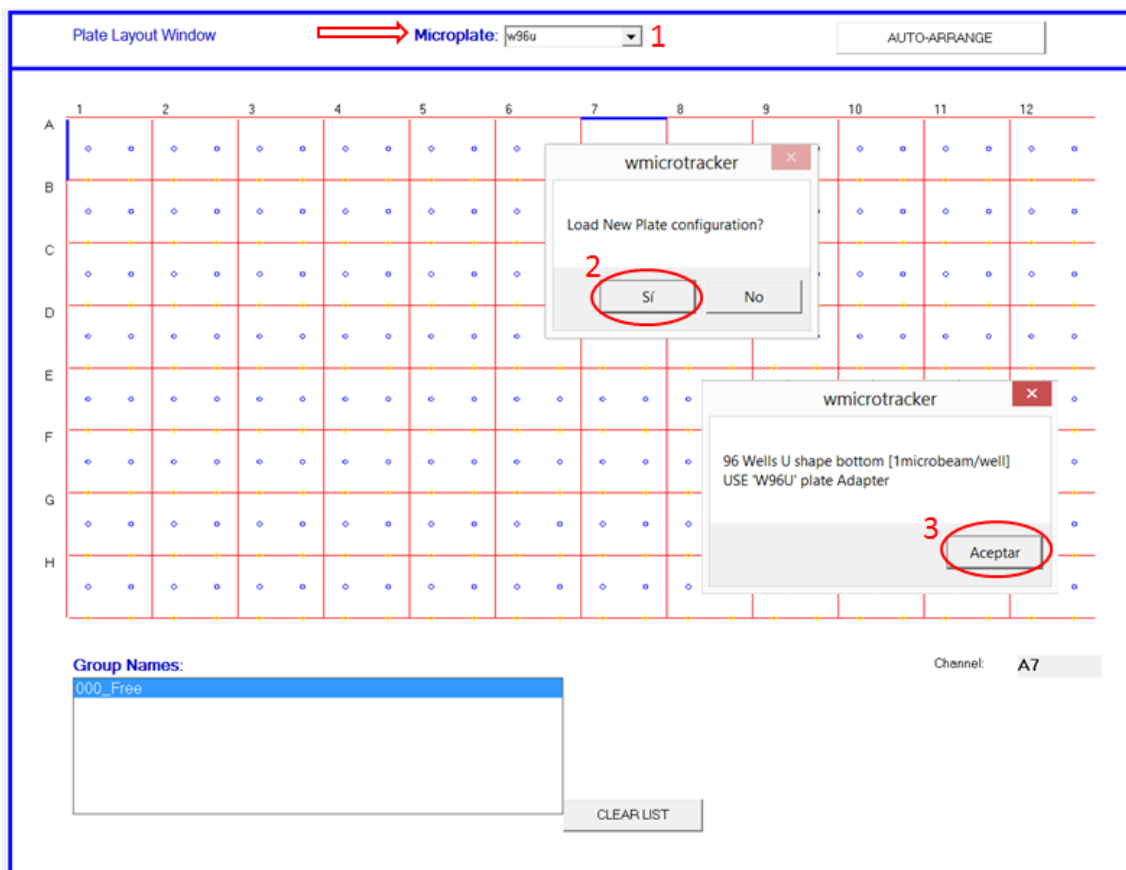 Plate Layout Window
Microplate: w96u 1
AUTO-ARRANGE
1 2 3 4 5 6 7 8 9 10 11 12
A
B
C
D
E
F
G
H
wmicrotracker
Load New Plate configuration?
2
Sí No
wmicrotracker
96 Wells U shape bottom [1microbeam/well]
USE 'W96U' plate Adapter
3
Aceptar
Group Names:
000_Free
Channel: A7
CLEAR LIST